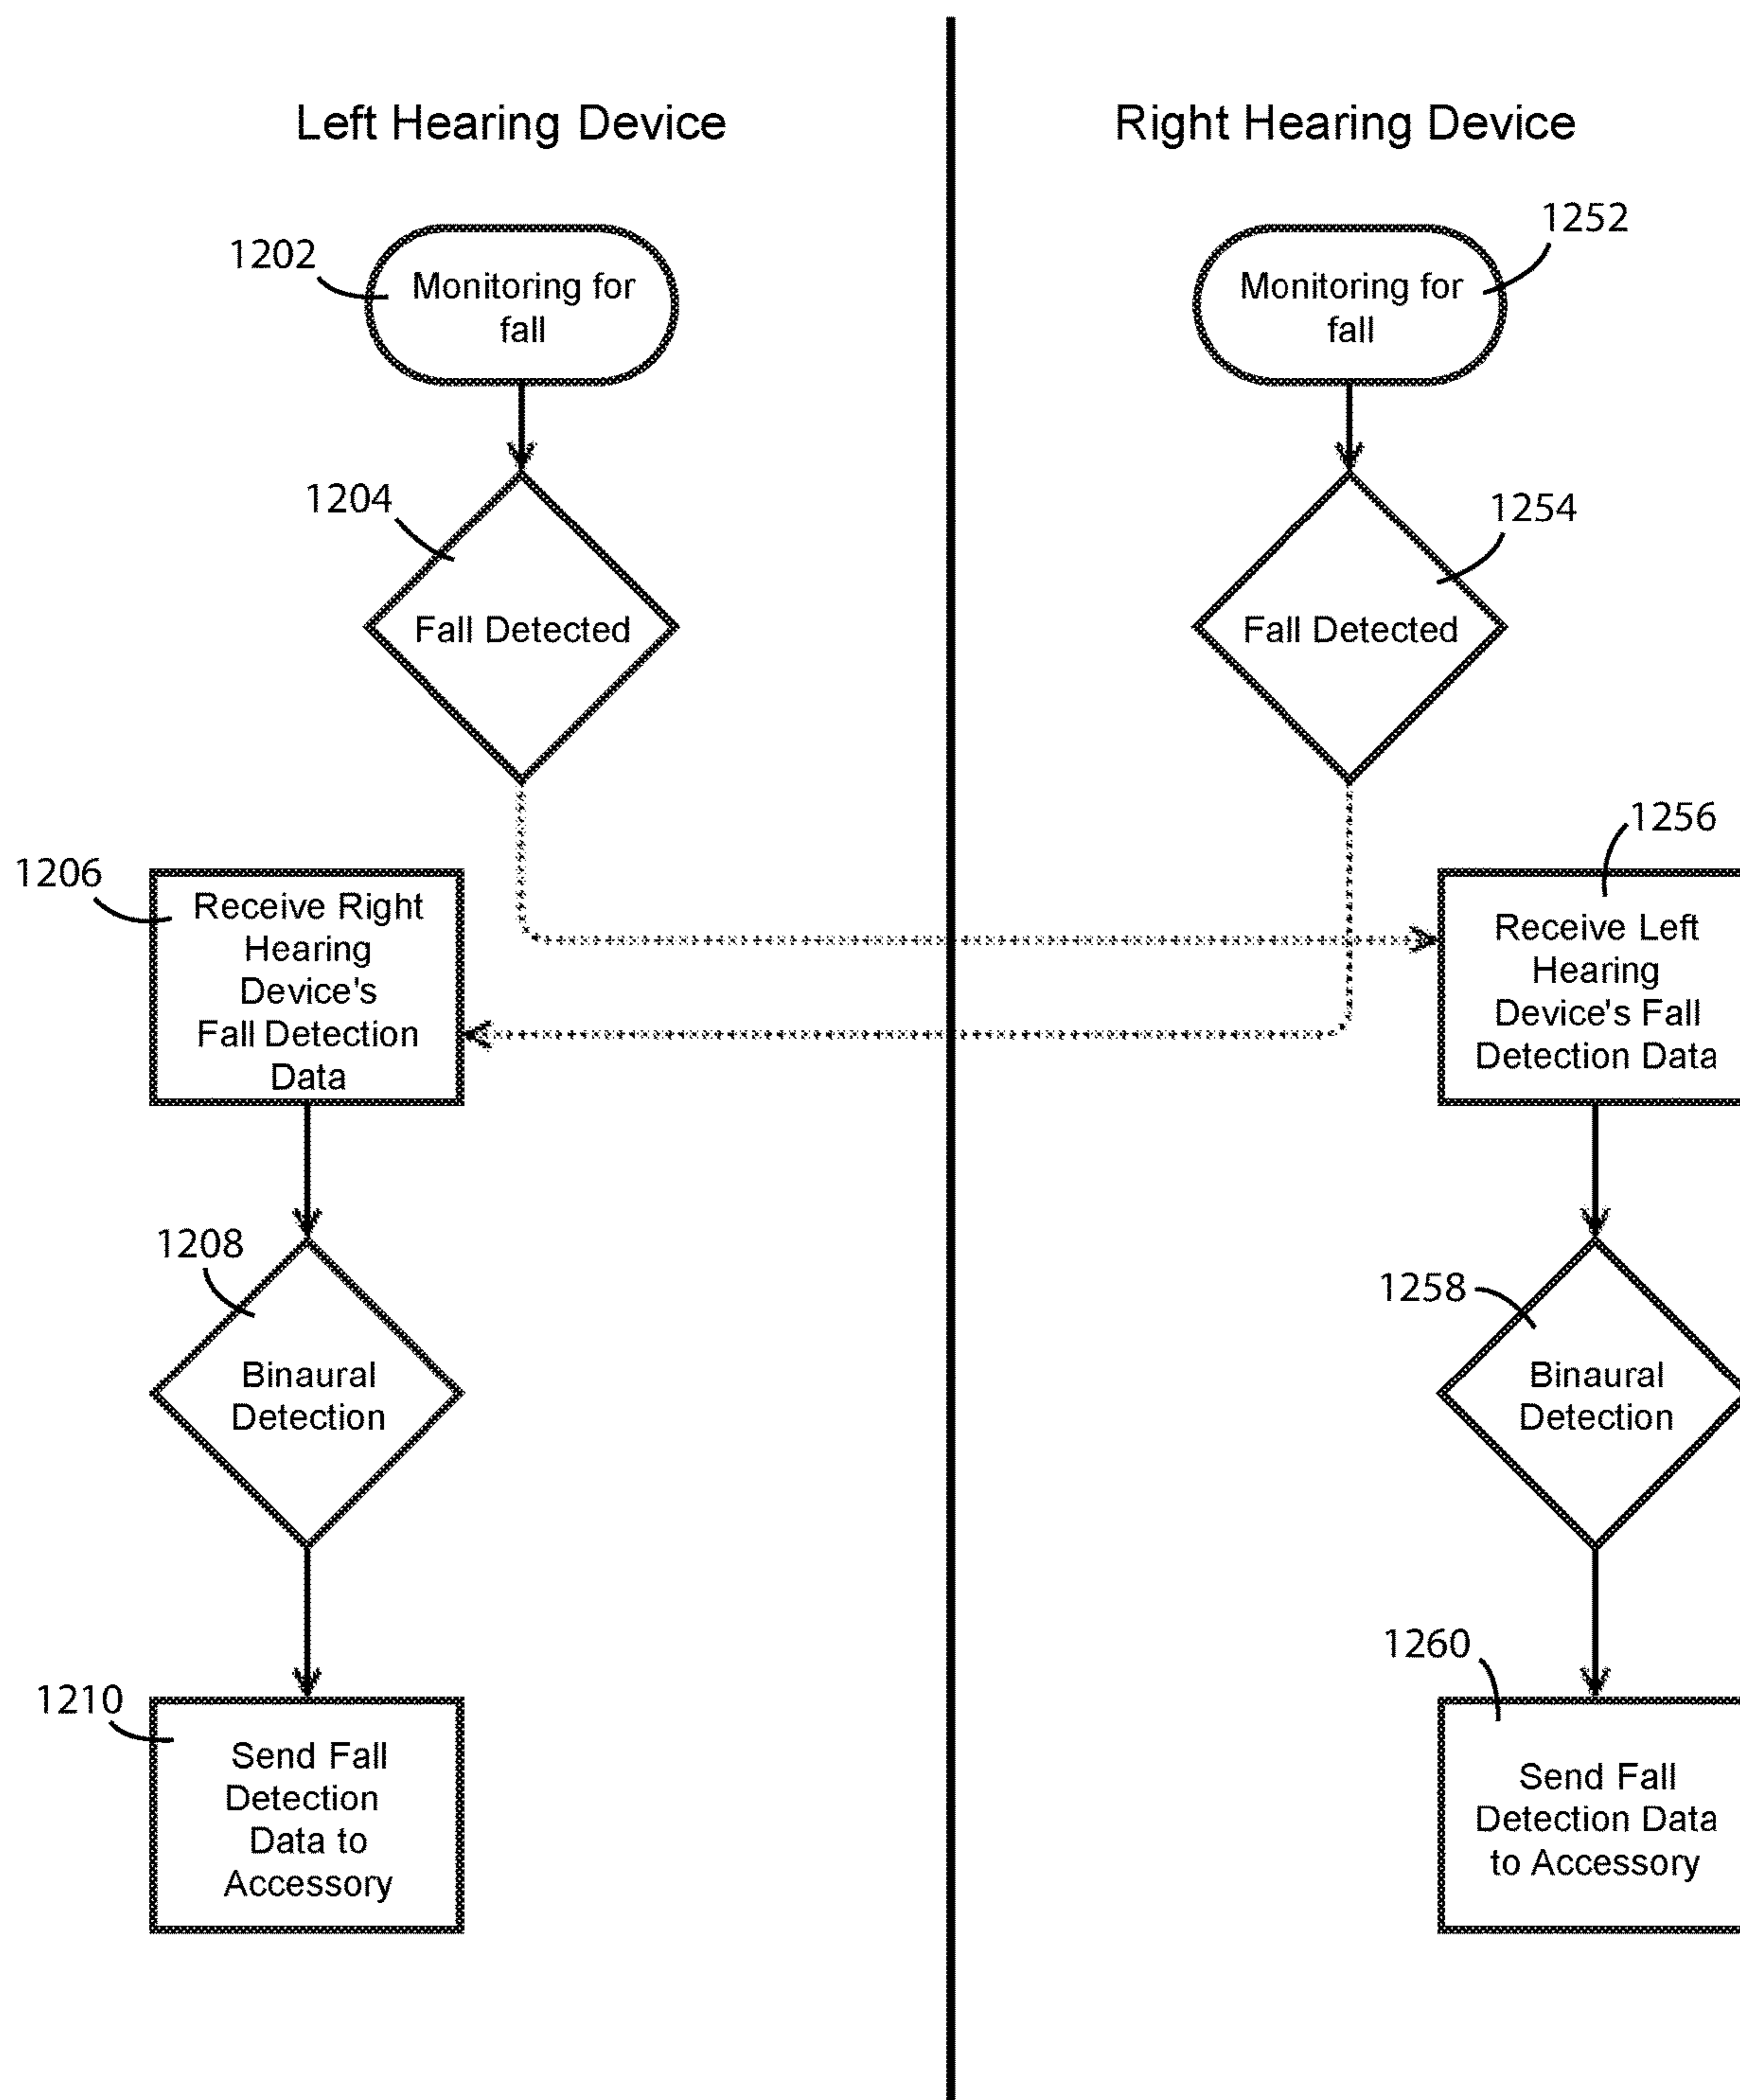 Left Hearing Device
1202
Monitoring for
fall
1204
Fall Detected
1206
Receive Right
Hearing
Device's
Fall Detection
Data
1208
Binaural
Detection
1210
Send Fall
Detection
Data to
Accessory
Right Hearing Device
1252
Monitoring for
fall
1254
Fall Detected
1256
Receive Left
Hearing
Device's Fall
Detection Data
1258
Binaural
Detection
1260
Send Fall
Detection Data
to Accessory